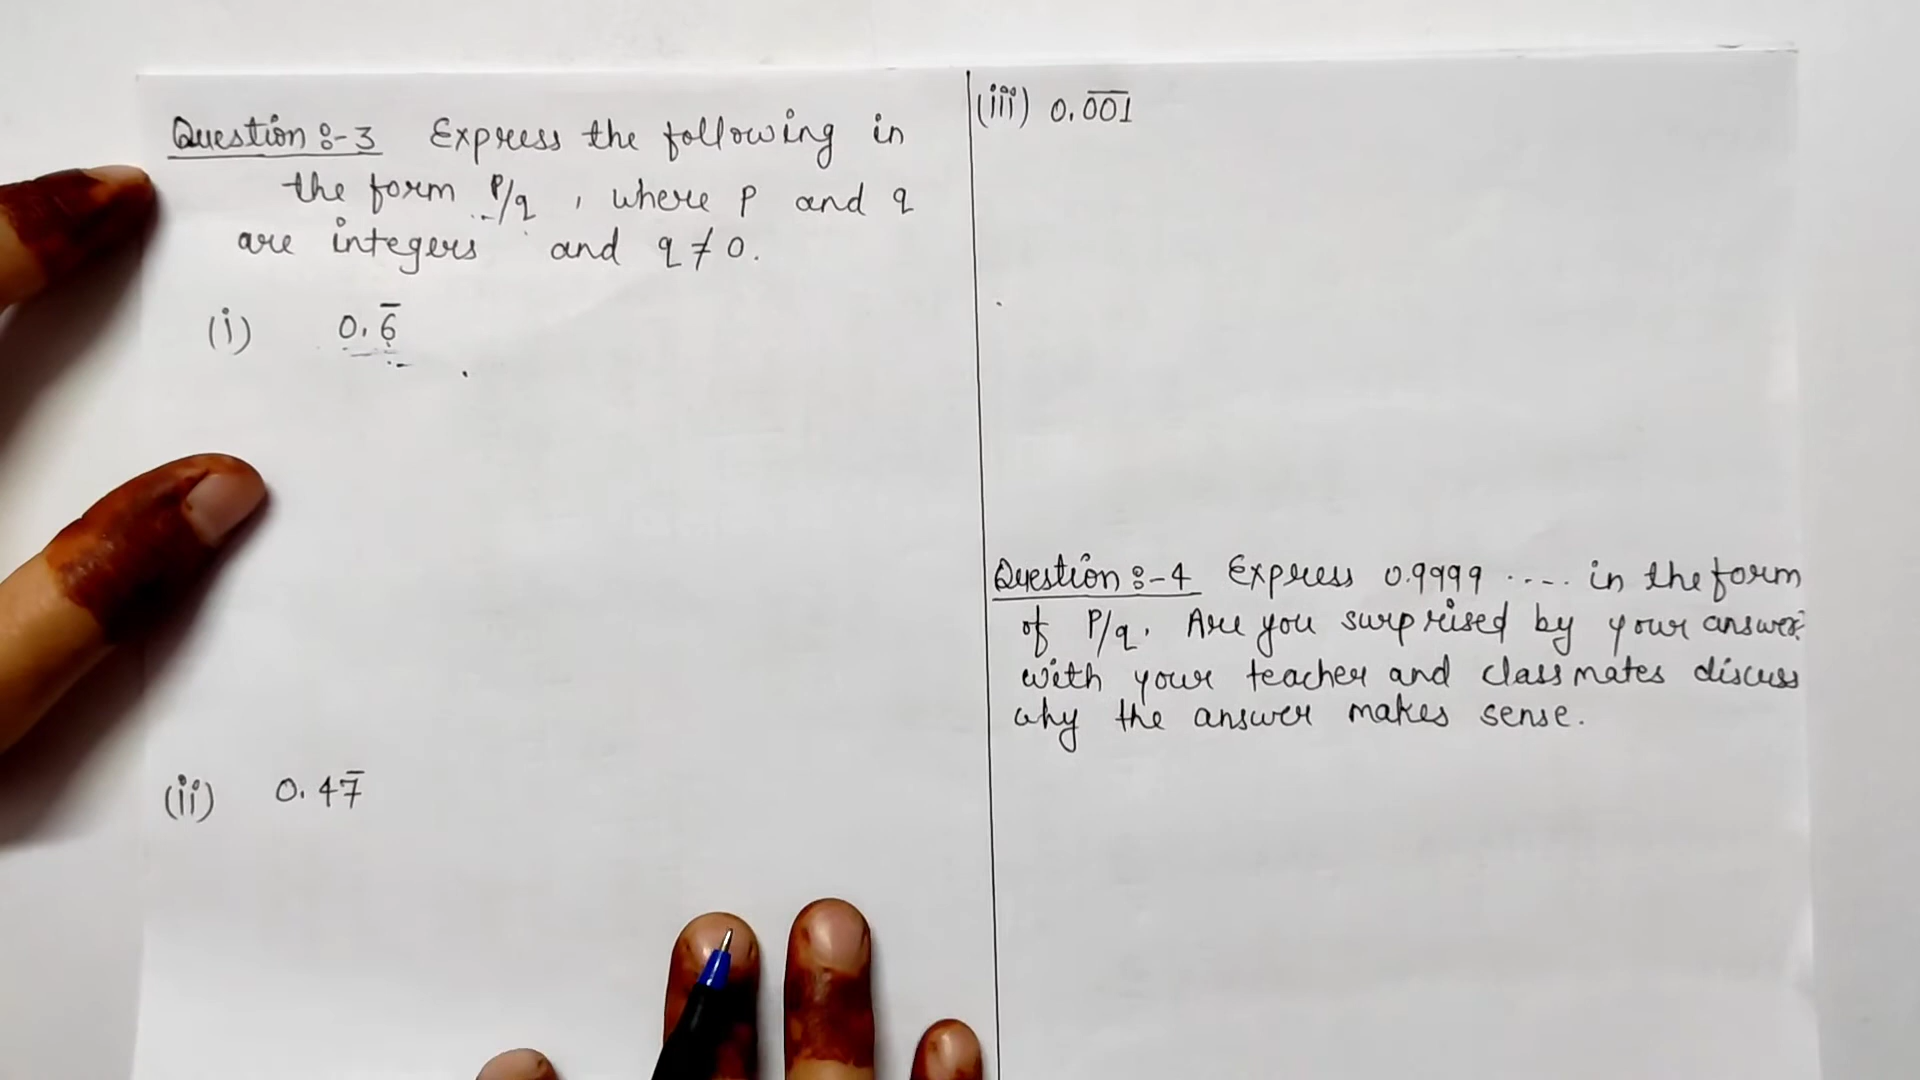 Question :- 3 Express the following in
the form P/q , where p and q
are integers and q ≠ 0.
(i) 0.6̅
(ii) 0.47̅
(iii) 0.0̅0̅1̅
Question :- 4 Express 0.9999 ..... in the form
of P/q. Are you surprised by your answer?
with your teacher and classmates discuss
why the answer makes sense.